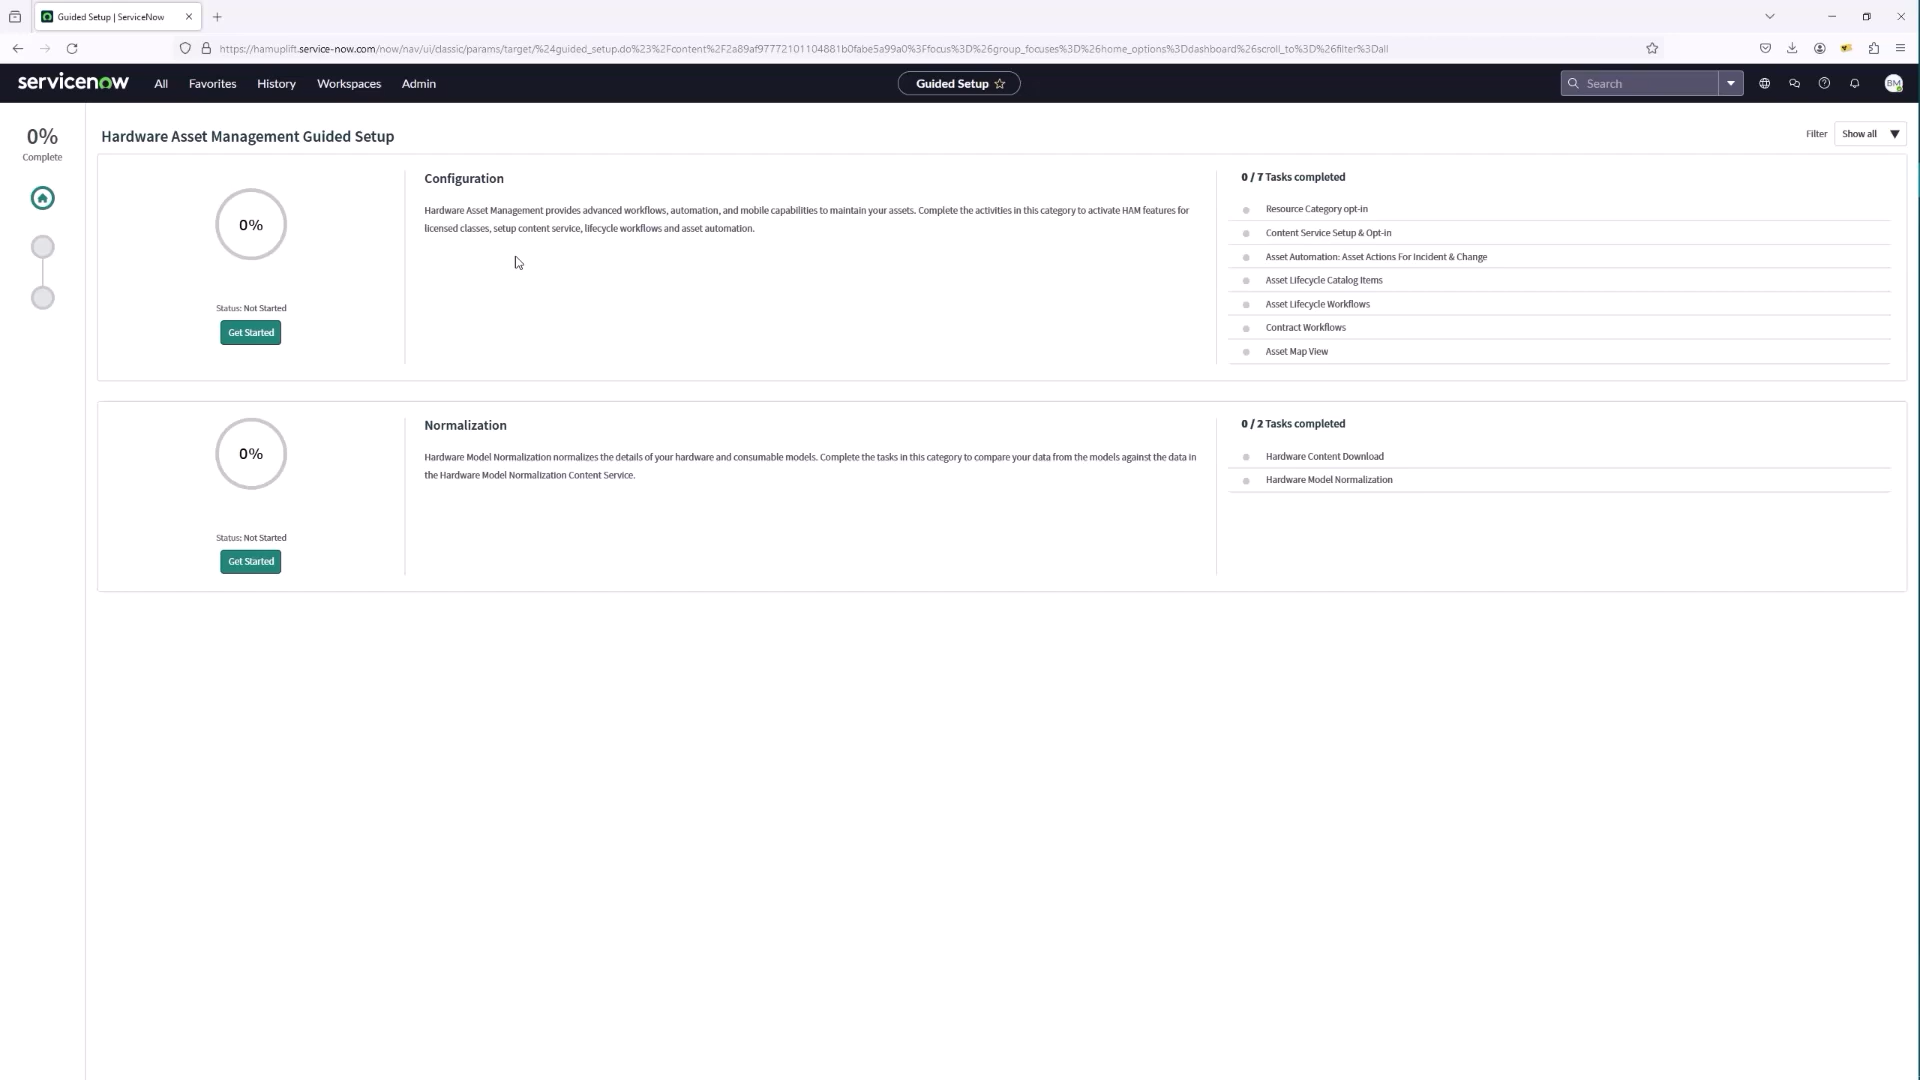 Guided Setup | ServiceNow
https://hamuplift.service-now.com/now/nav/ui/classic/params/target/%24guided_setup.do%23%2Fcontent%2F2a89af97772101104881b0fabe5a99a0%3Ffocus%3D%26group_focuses%3D%26home_options%3Ddashboard%26scroll_to%3D%26filter%3Dall
servicenow All Favorites History Workspaces Admin Guided Setup Search BM
0%
Complete
Hardware Asset Management Guided Setup
Filter Show all
0%
Status: Not Started
Get Started
Configuration
Hardware Asset Management provides advanced workflows, automation, and mobile capabilities to maintain your assets. Complete the activities in this category to activate HAM features for
licensed classes, setup content service, lifecycle workflows and asset automation.
0 / 7 Tasks completed
Resource Category opt-in
Content Service Setup & Opt-in
Asset Automation: Asset Actions For Incident & Change
Asset Lifecycle Catalog Items
Asset Lifecycle Workflows
Contract Workflows
Asset Map View
0%
Status: Not Started
Get Started
Normalization
Hardware Model Normalization normalizes the details of your hardware and consumable models. Complete the tasks in this category to compare your data from the models against the data in
the Hardware Model Normalization Content Service.
0 / 2 Tasks completed
Hardware Content Download
Hardware Model Normalization